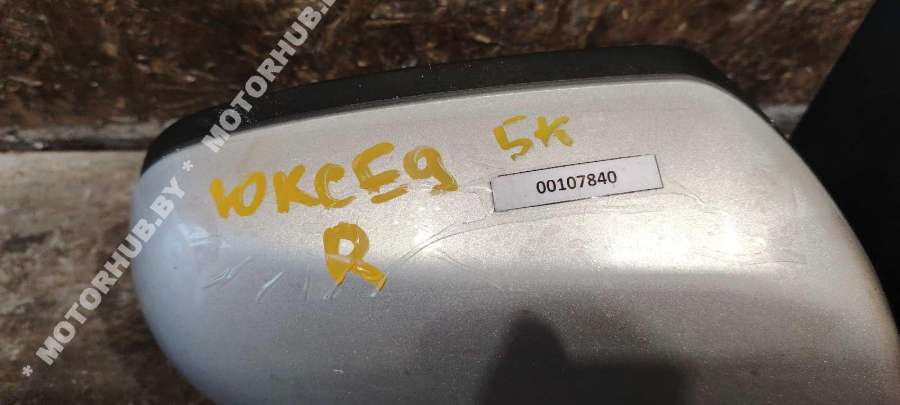 ЮКСЕ9 5К
00107840
R
* MOTORHUB.BY * MOTORHUB.BY *